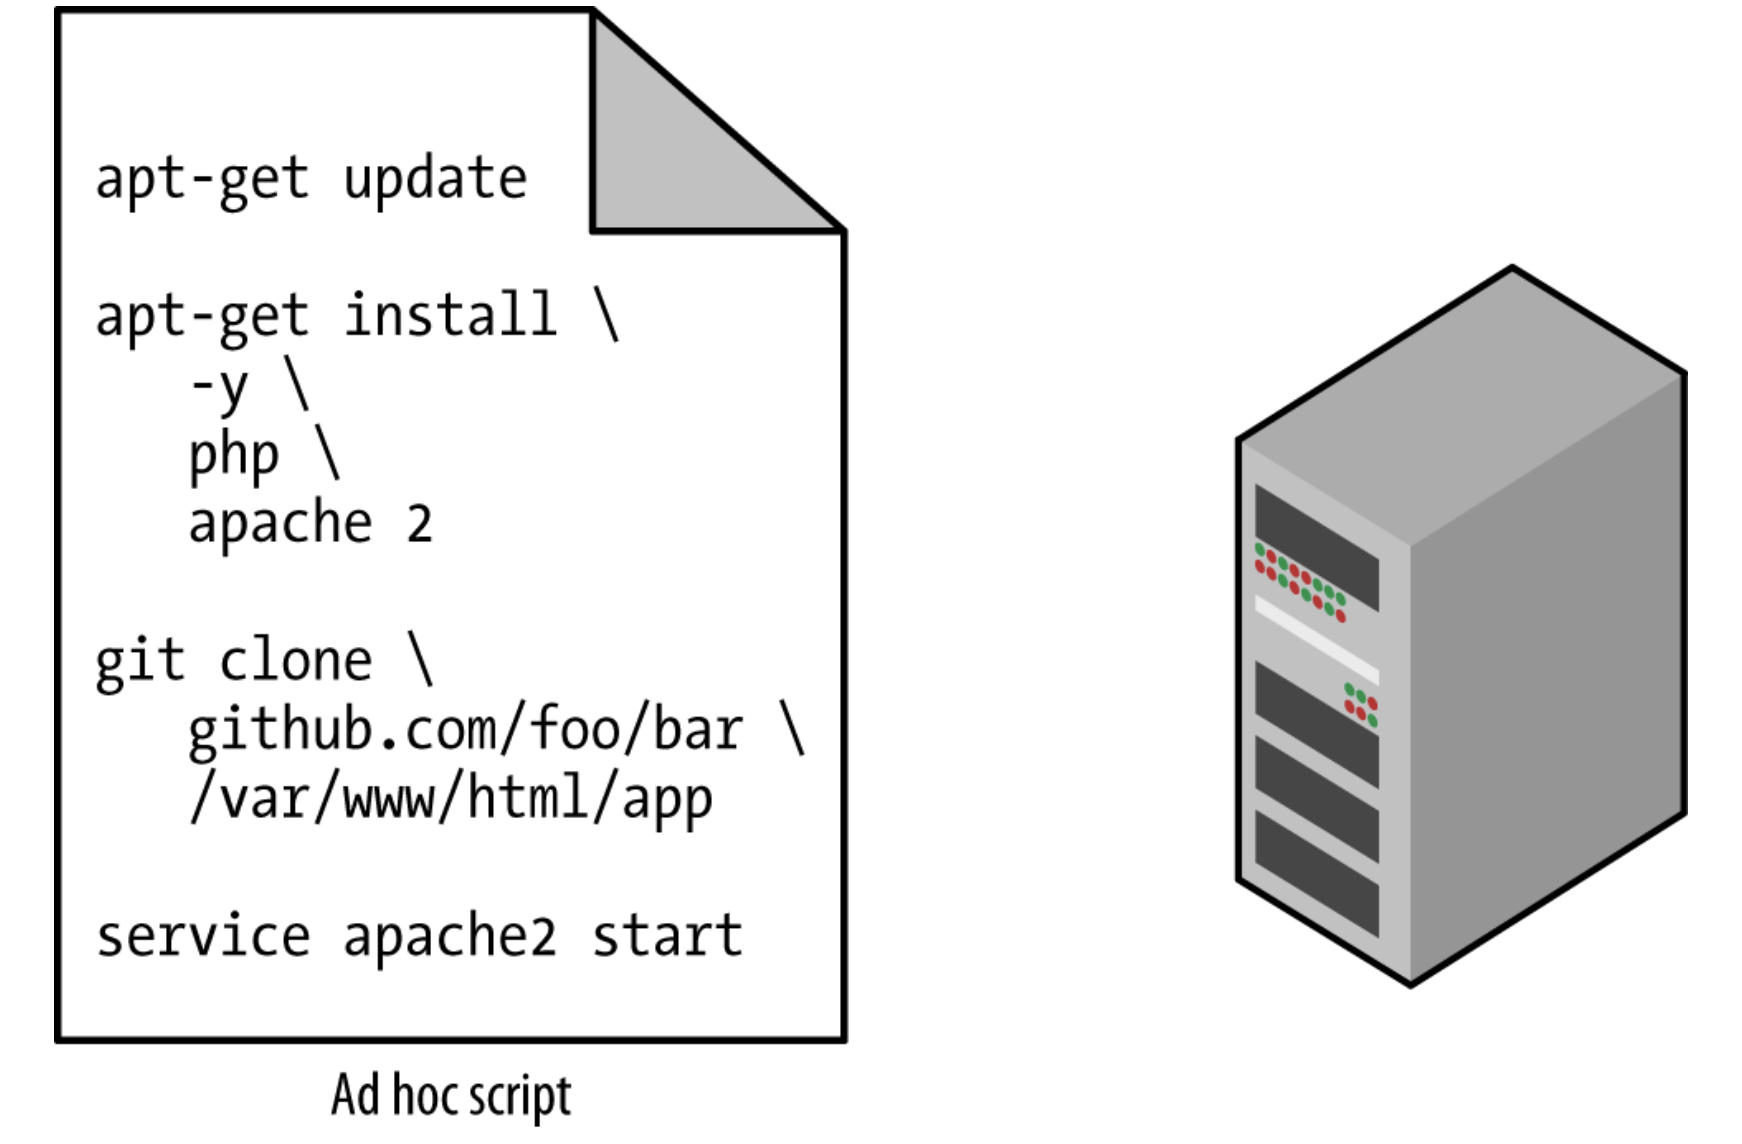 apt-get update
apt-get install \
-y \
php \
apache 2
git clone \
github.com/foo/bar \
/var/www/html/app
service apache2 start
Ad hoc script